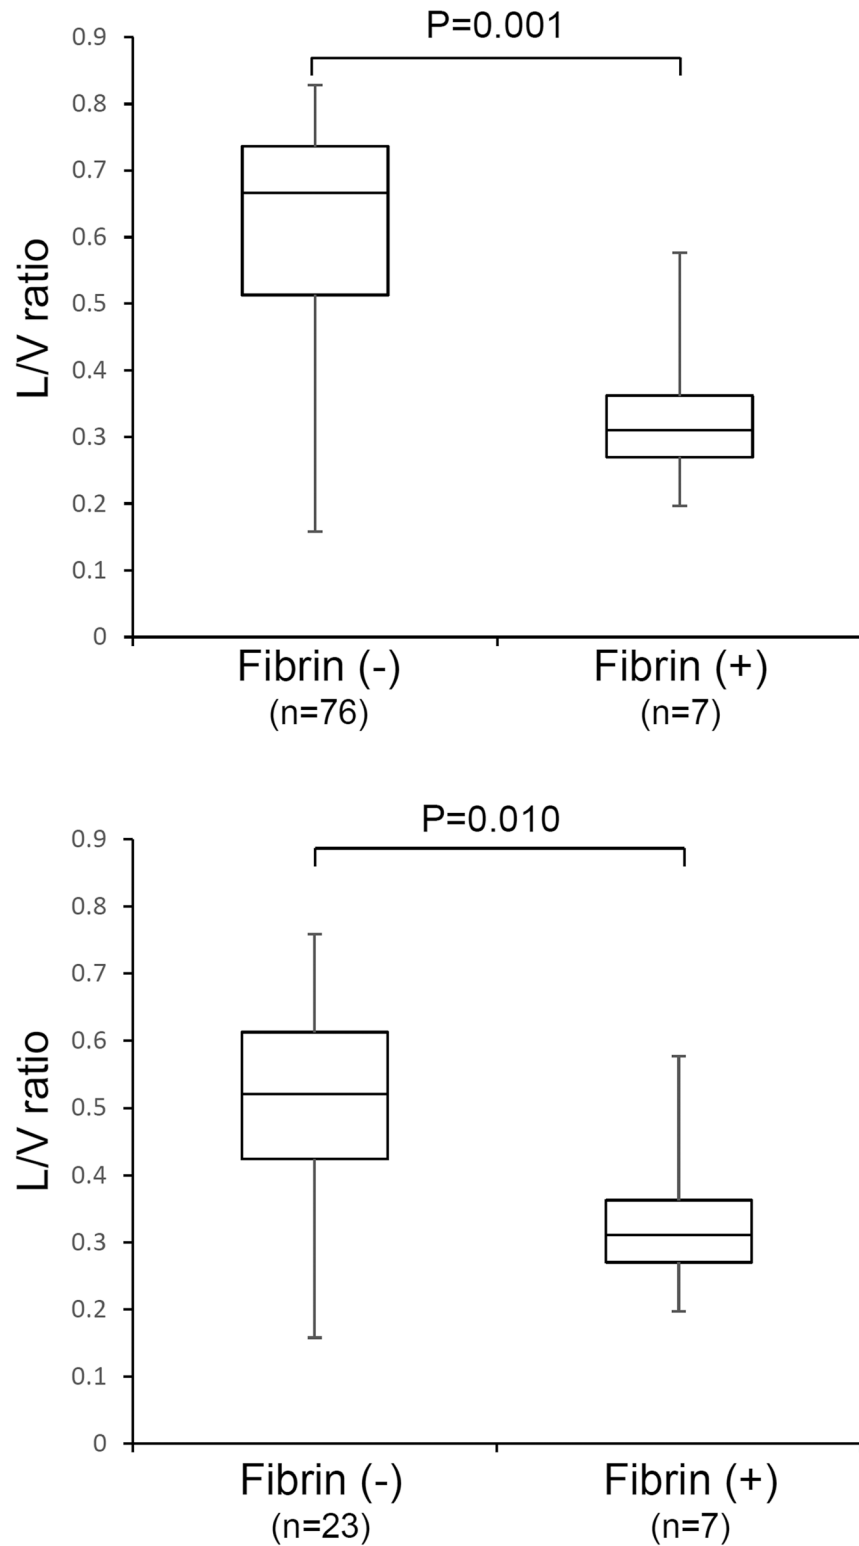 P=0.001
0.9
0.8
0.7
0.6
0.5
0.4
0.3
0.2
0.1
0
L/V ratio
Fibrin (-) Fibrin (+)
(n=76) (n=7)
P=0.010
0.9
0.8
0.7
0.6
0.5
0.4
0.3
0.2
0.1
0
L/V ratio
Fibrin (-) Fibrin (+)
(n=23) (n=7)